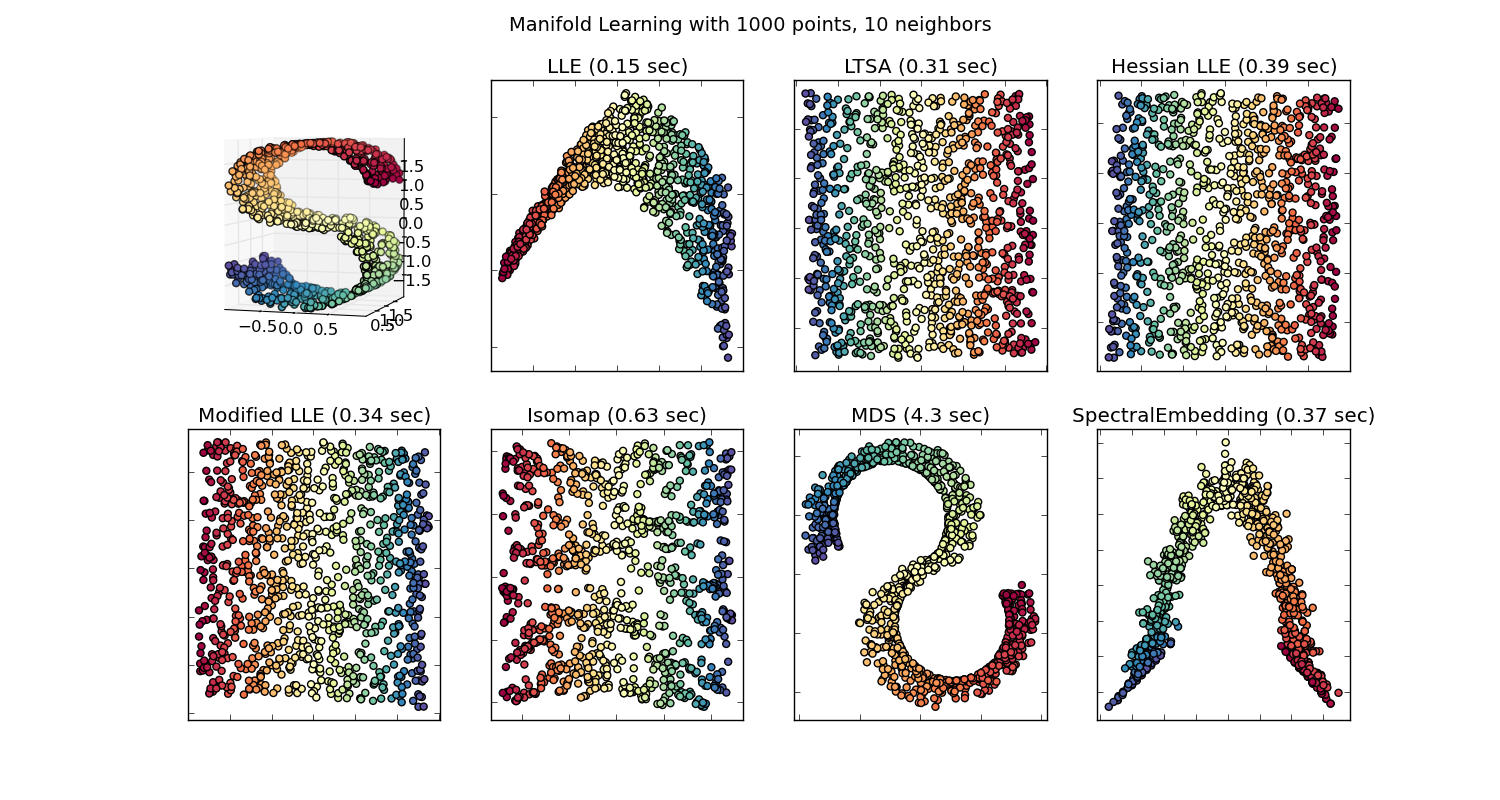 Manifold Learning with 1000 points, 10 neighbors
LLE (0.15 sec)
LTSA (0.31 sec)
Hessian LLE (0.39 sec)
1.5
1.0
0.5
0.0
−0.5
−1.0
−1.5
−0.5
0.0
0.5
Modified LLE (0.34 sec)
Isomap (0.63 sec)
MDS (4.3 sec)
SpectralEmbedding (0.37 sec)